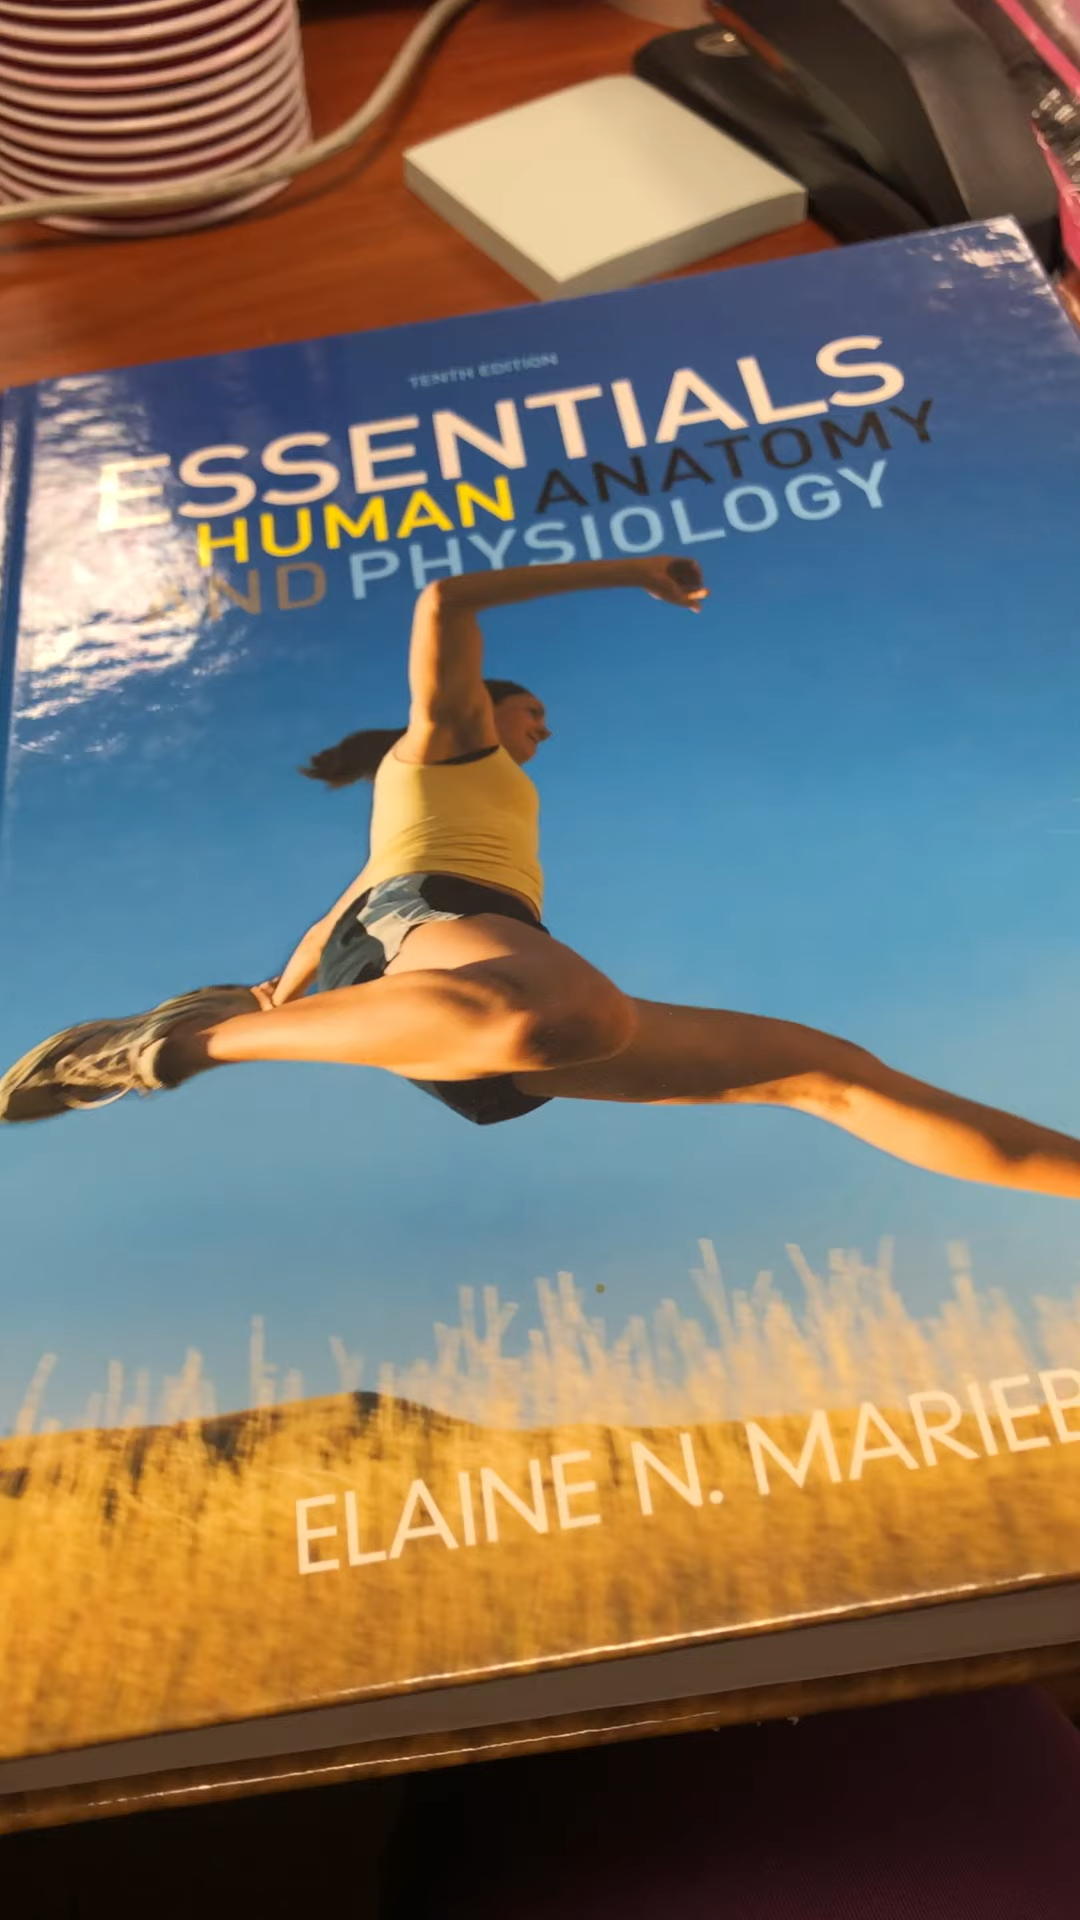 TENTH EDITION
ESSENTIALS
HUMAN ANATOMY
AND PHYSIOLOGY
ELAINE N. MARIEB